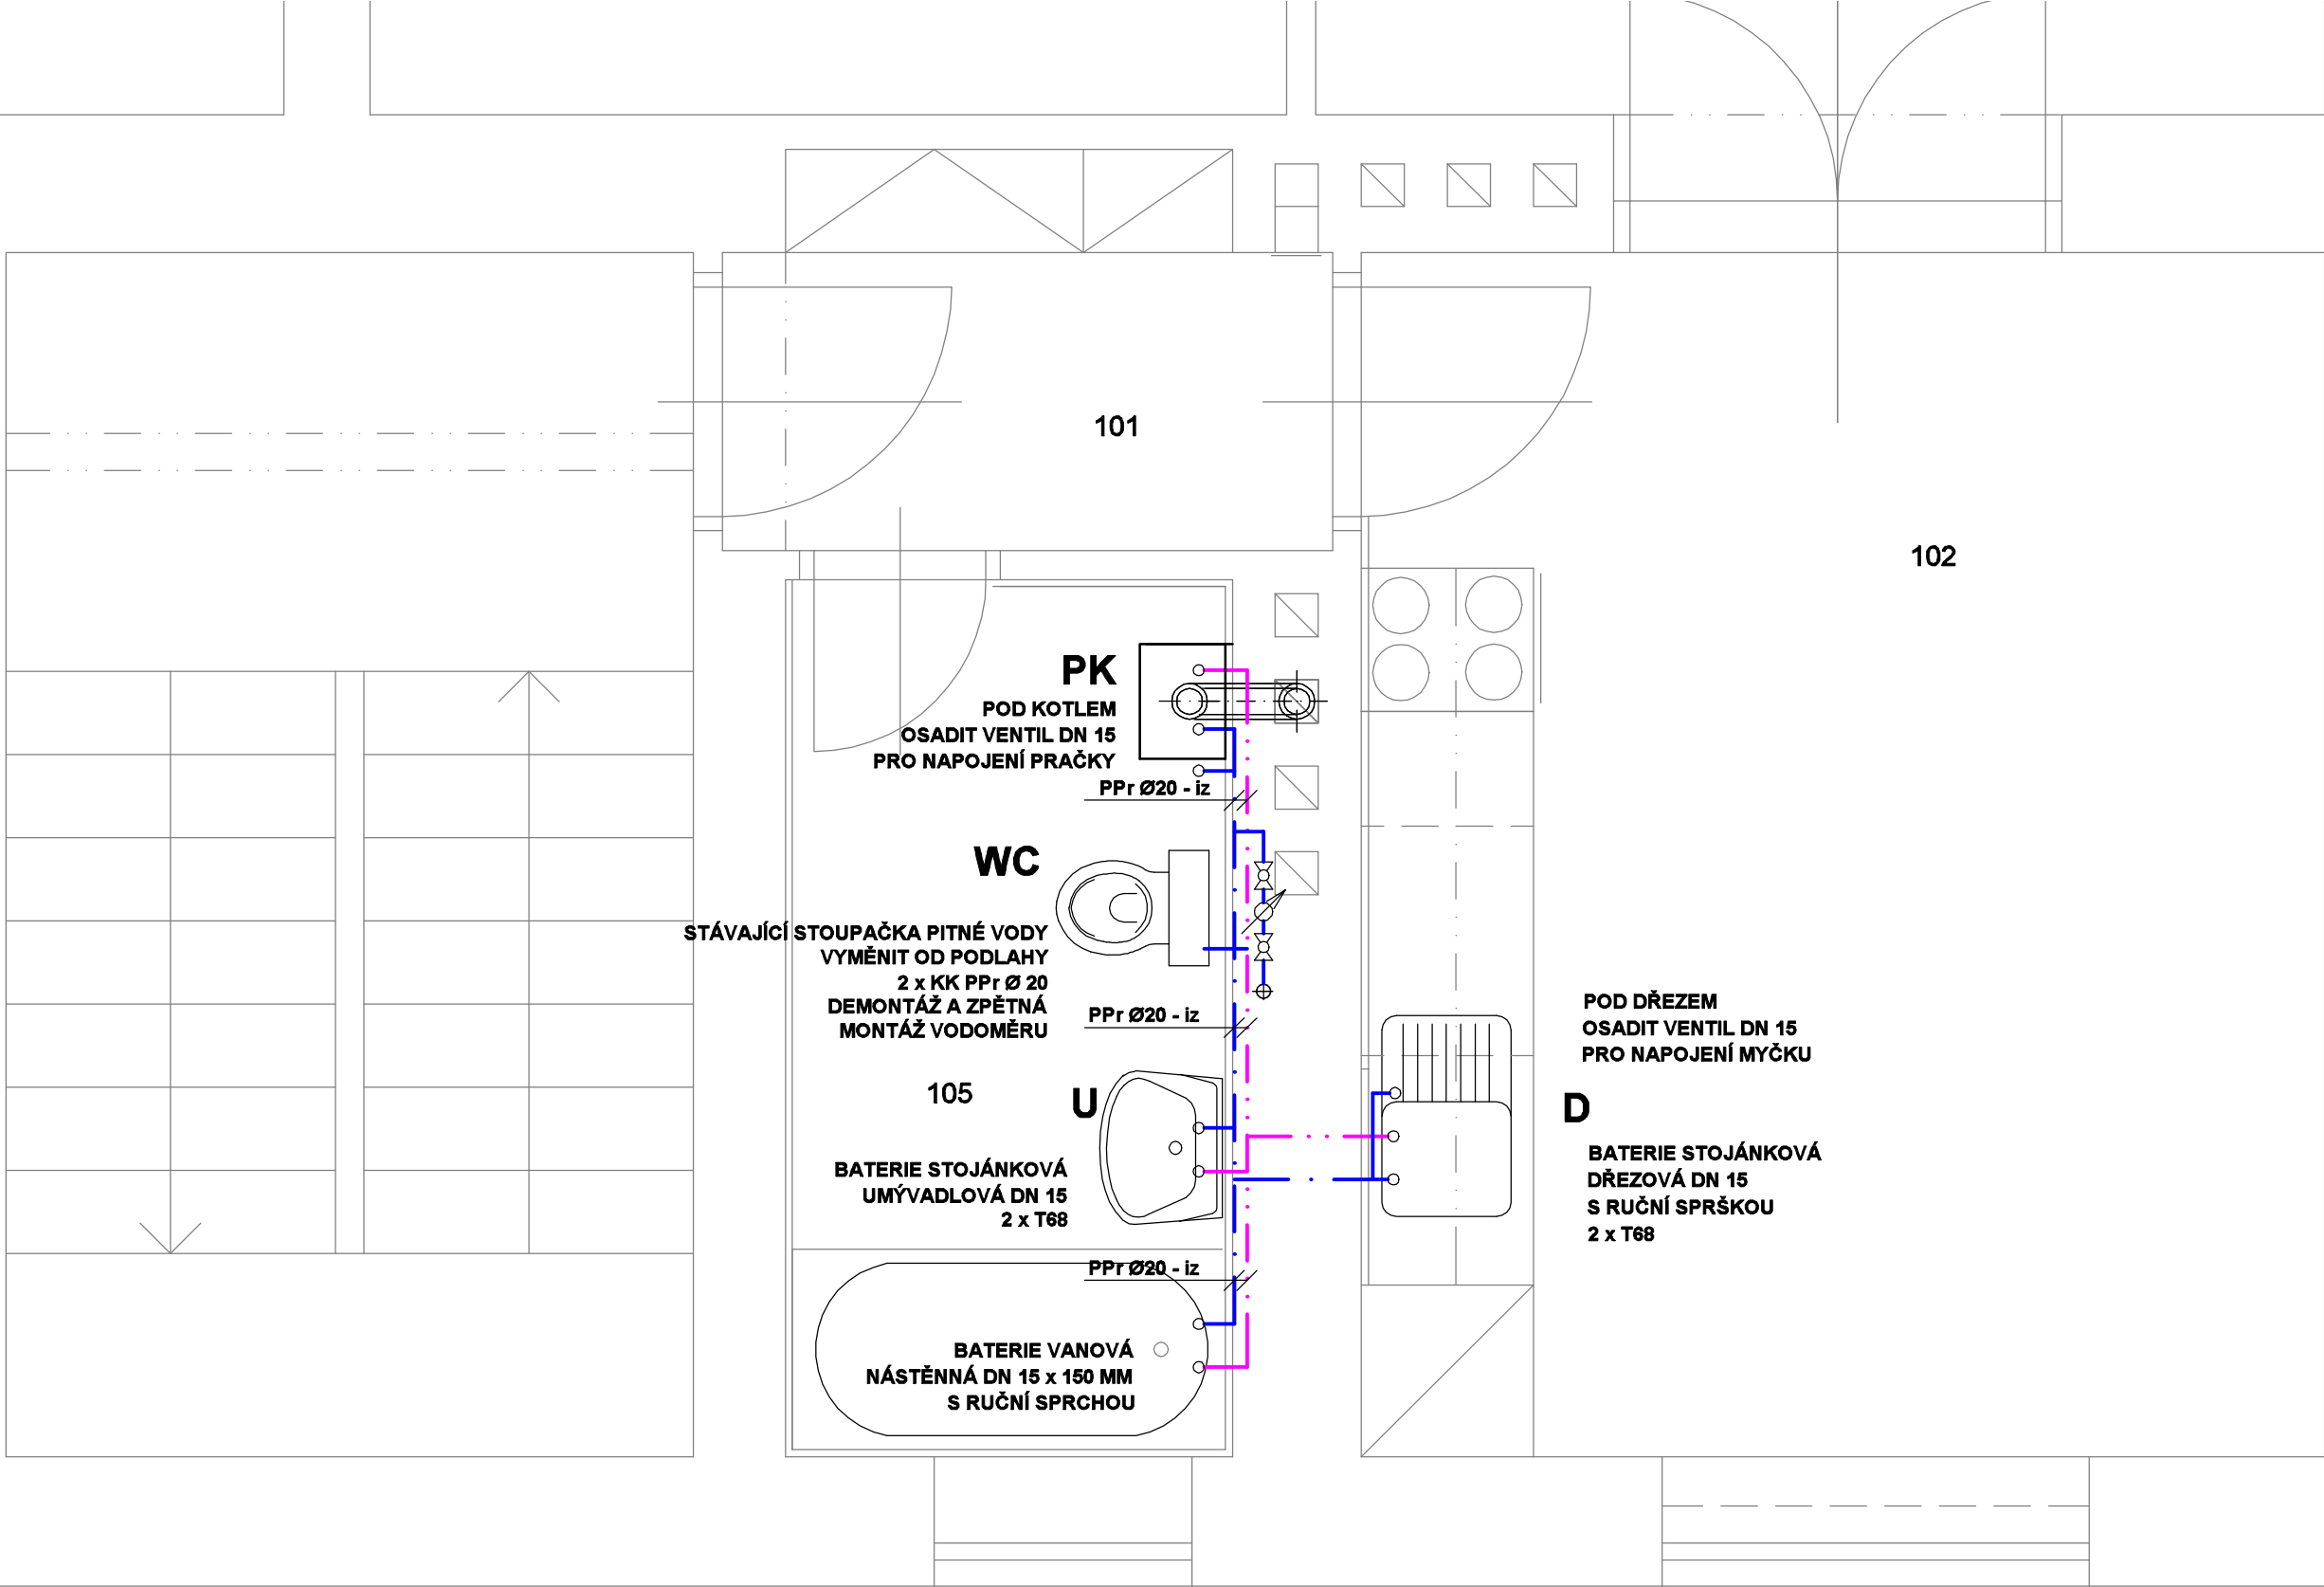 101
102
PK
POD KOTLEM
OSADIT VENTIL DN 15
PRO NAPOJENÍ PRAČKY
PPr Ø20 - iz
WC
STÁVAJÍCÍ STOUPAČKA PITNÉ VODY
VYMĚNIT OD PODLAHY
2 x KK PPr Ø 20
DEMONTÁŽ A ZPĚTNÁ
MONTÁŽ VODOMĚRU
PPr Ø20 - iz
105
U
BATERIE STOJÁNKOVÁ
UMÝVADLOVÁ DN 15
2 x T68
PPr Ø20 - iz
BATERIE VANOVÁ
NÁSTĚNNÁ DN 15 x 150 MM
S RUČNÍ SPRCHOU
POD DŘEZEM
OSADIT VENTIL DN 15
PRO NAPOJENÍ MYČKU
D
BATERIE STOJÁNKOVÁ
DŘEZOVÁ DN 15
S RUČNÍ SPRŠKOU
2 x T68